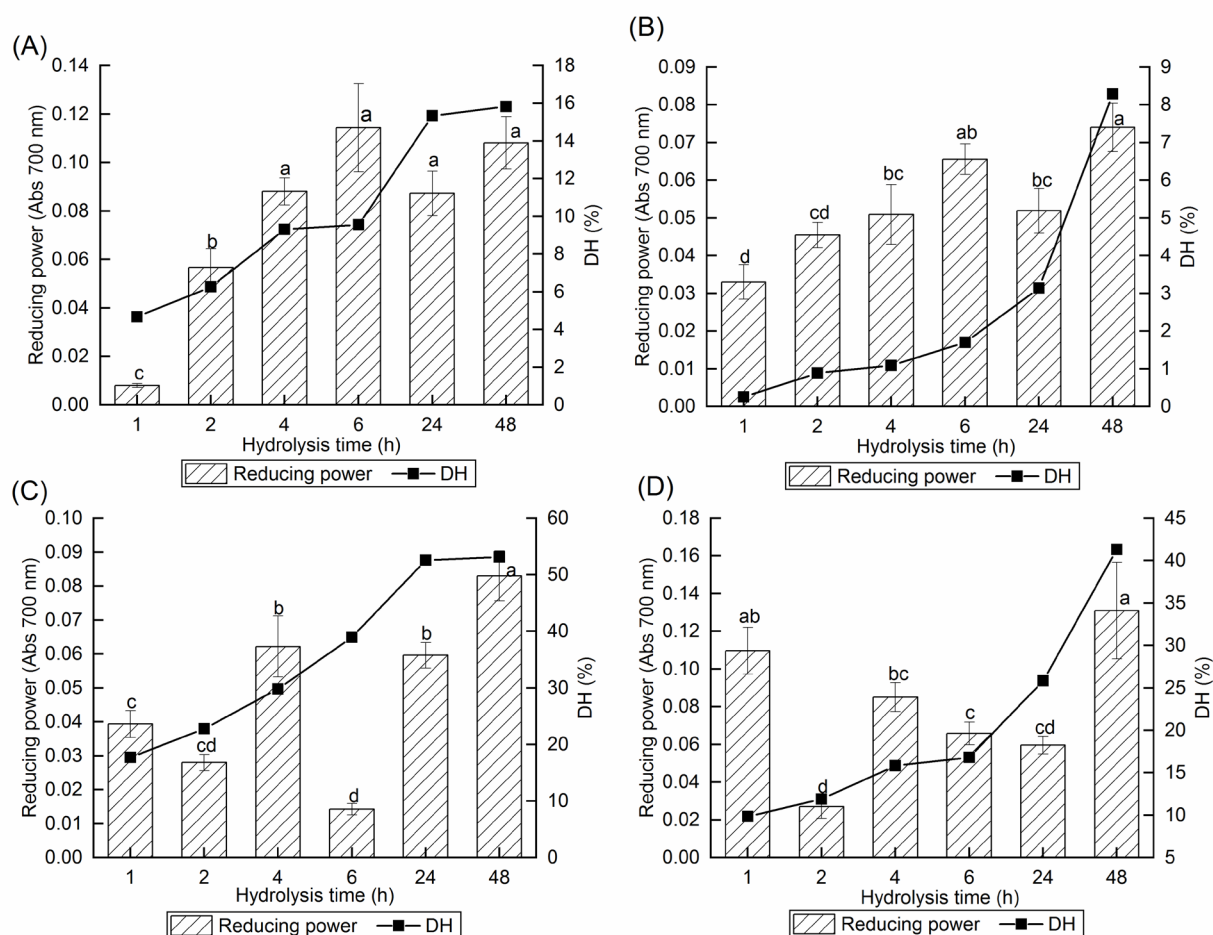 (A)
0.14
0.12
0.10
0.08
0.06
0.04
0.02
0.00
Reducing power (Abs 700 nm)
c
b
a
a
a
a
18
16
14
12
10
8
6
4
2
0
DH (%)
1 2 4 6 24 48
Hydrolysis time (h)
Reducing power DH
(B)
0.09
0.08
0.07
0.06
0.05
0.04
0.03
0.02
0.01
0.00
Reducing power (Abs 700 nm)
d
cd
bc
ab
bc
a
9
8
7
6
5
4
3
2
1
0
DH (%)
1 2 4 6 24 48
Hydrolysis time (h)
Reducing power DH
(C)
0.10
0.09
0.08
0.07
0.06
0.05
0.04
0.03
0.02
0.01
0.00
Reducing power (Abs 700 nm)
c
cd
b
d
b
a
60
50
40
30
20
10
0
DH (%)
1 2 4 6 24 48
Hydrolysis time (h)
Reducing power DH
(D)
0.18
0.16
0.14
0.12
0.10
0.08
0.06
0.04
0.02
0.00
Reducing power (Abs 700 nm)
ab
d
bc
c
cd
a
45
40
35
30
25
20
15
10
5
DH (%)
1 2 4 6 24 48
Hydrolysis time (h)
Reducing power DH